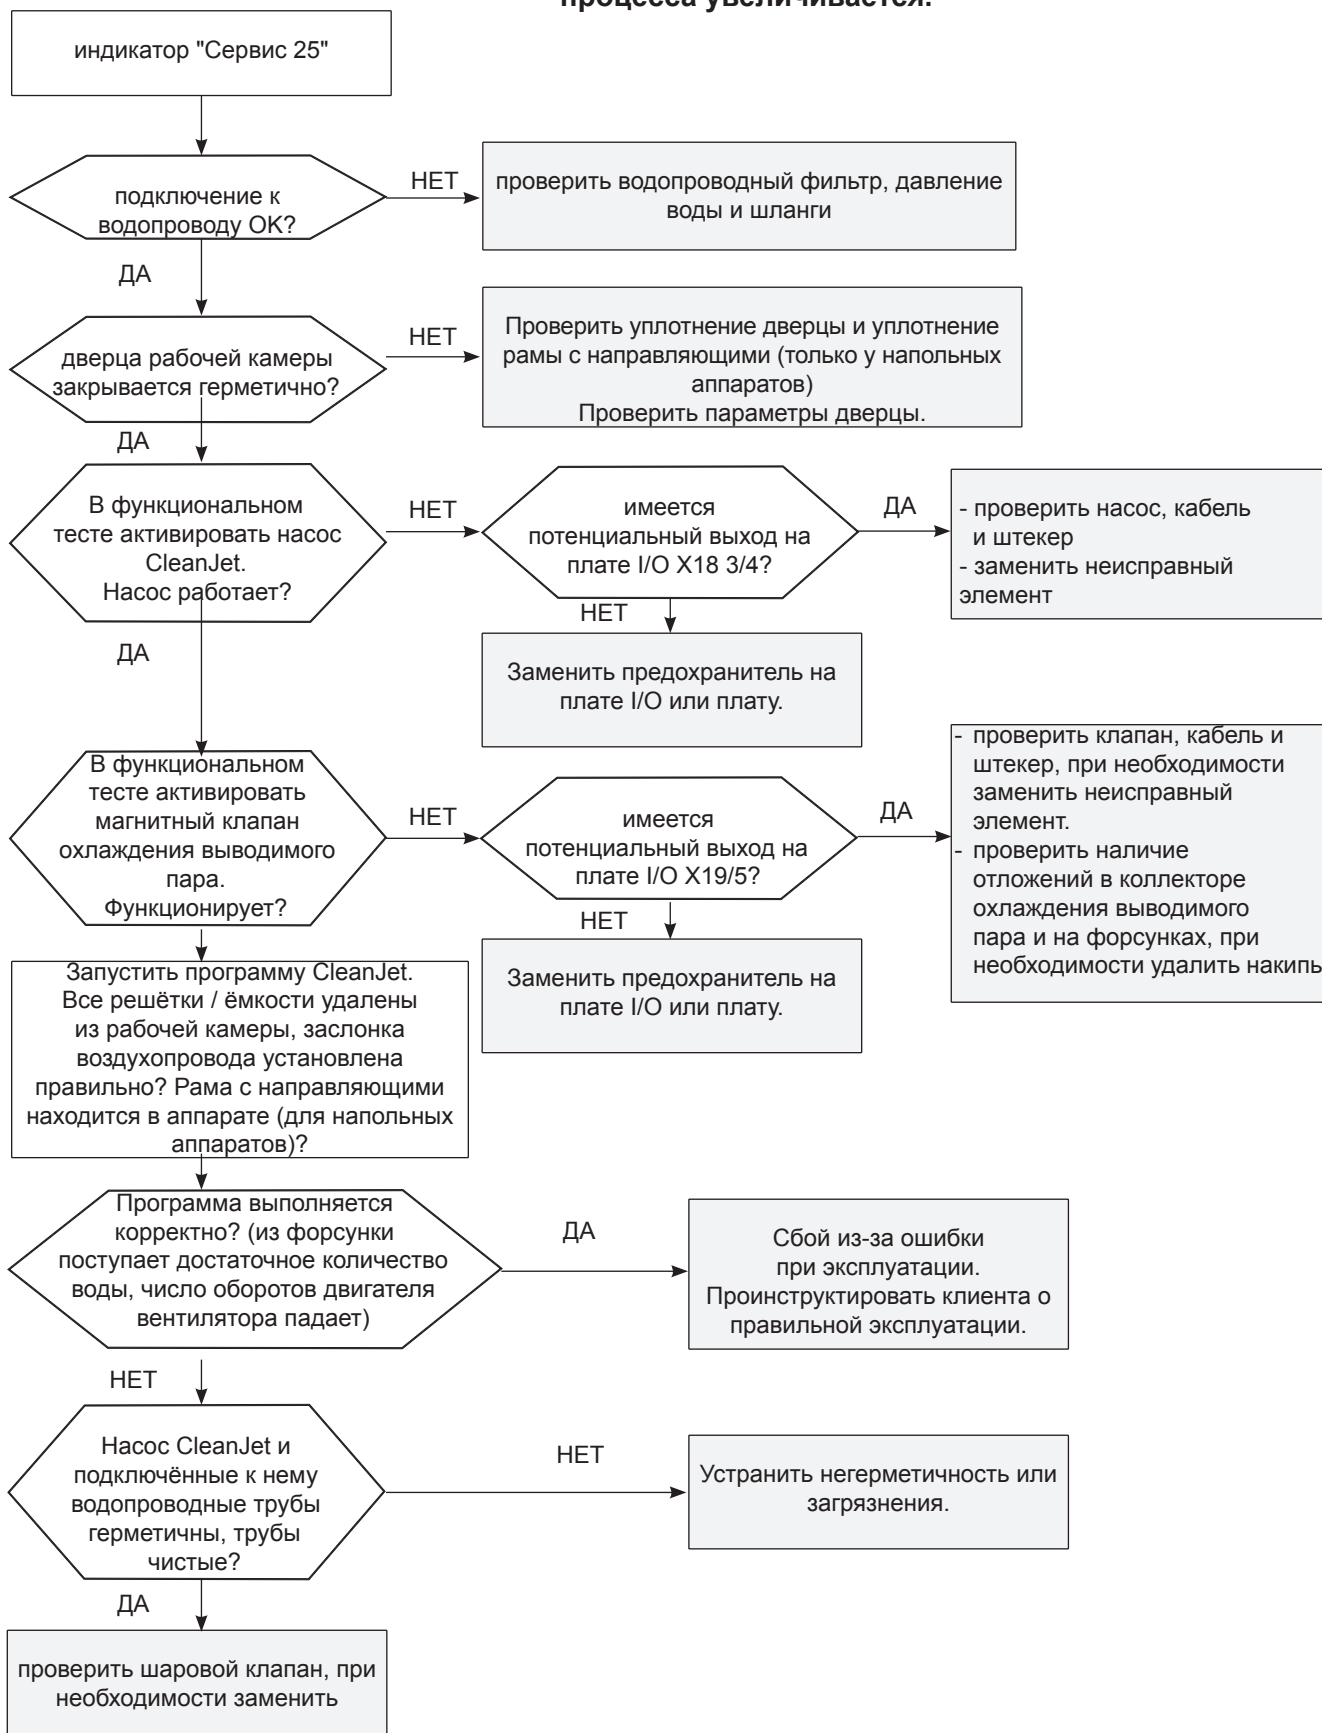 процесса увеличивается.
индикатор "Сервис 25"
подключение к
водопроводу OK?
НЕТ
проверить водопроводный фильтр, давление
воды и шланги
ДА
дверца рабочей камеры
закрывается герметично?
НЕТ
Проверить уплотнение дверцы и уплотнение
рамы с направляющими (только у напольных
аппаратов)
Проверить параметры дверцы.
ДА
В функциональном
тесте активировать насос
CleanJet.
Насос работает?
НЕТ
имеется
потенциальный выход на
плате I/O X18 3/4?
ДА
- проверить насос, кабель
и штекер
- заменить неисправный
элемент
НЕТ
Заменить предохранитель на
плате I/O или плату.
ДА
В функциональном
тесте активировать
магнитный клапан
охлаждения выводимого
пара.
Функционирует?
НЕТ
имеется
потенциальный выход на
плате I/O X19/5?
ДА
- проверить клапан, кабель и
штекер, при необходимости
заменить неисправный
элемент.
- проверить наличие
отложений в коллекторе
охлаждения выводимого
пара и на форсунках, при
необходимости удалить накипь
НЕТ
Заменить предохранитель на
плате I/O или плату.
Запустить программу CleanJet.
Все решётки / ёмкости удалены
из рабочей камеры, заслонка
воздухопровода установлена
правильно? Рама с направляющими
находится в аппарате (для напольных
аппаратов)?
Программа выполняется
корректно? (из форсунки
поступает достаточное количество
воды, число оборотов двигателя
вентилятора падает)
ДА
Сбой из-за ошибки
при эксплуатации.
Проинструктировать клиента о
правильной эксплуатации.
НЕТ
Насос CleanJet и
подключённые к нему
водопроводные трубы
герметичны, трубы
чистые?
НЕТ
Устранить негерметичность или
загрязнения.
ДА
проверить шаровой клапан, при
необходимости заменить